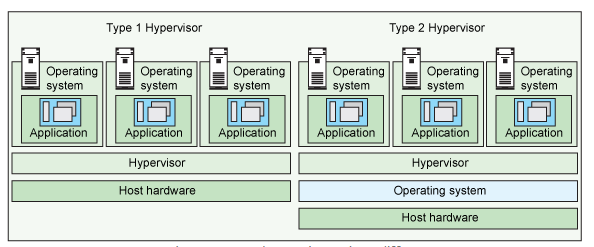 Type 1 Hypervisor
Operating
system
Application
Operating
system
Application
Operating
system
Application
Hypervisor
Host hardware
Type 2 Hypervisor
Operating
system
Application
Operating
system
Application
Operating
system
Application
Hypervisor
Operating system
Host hardware